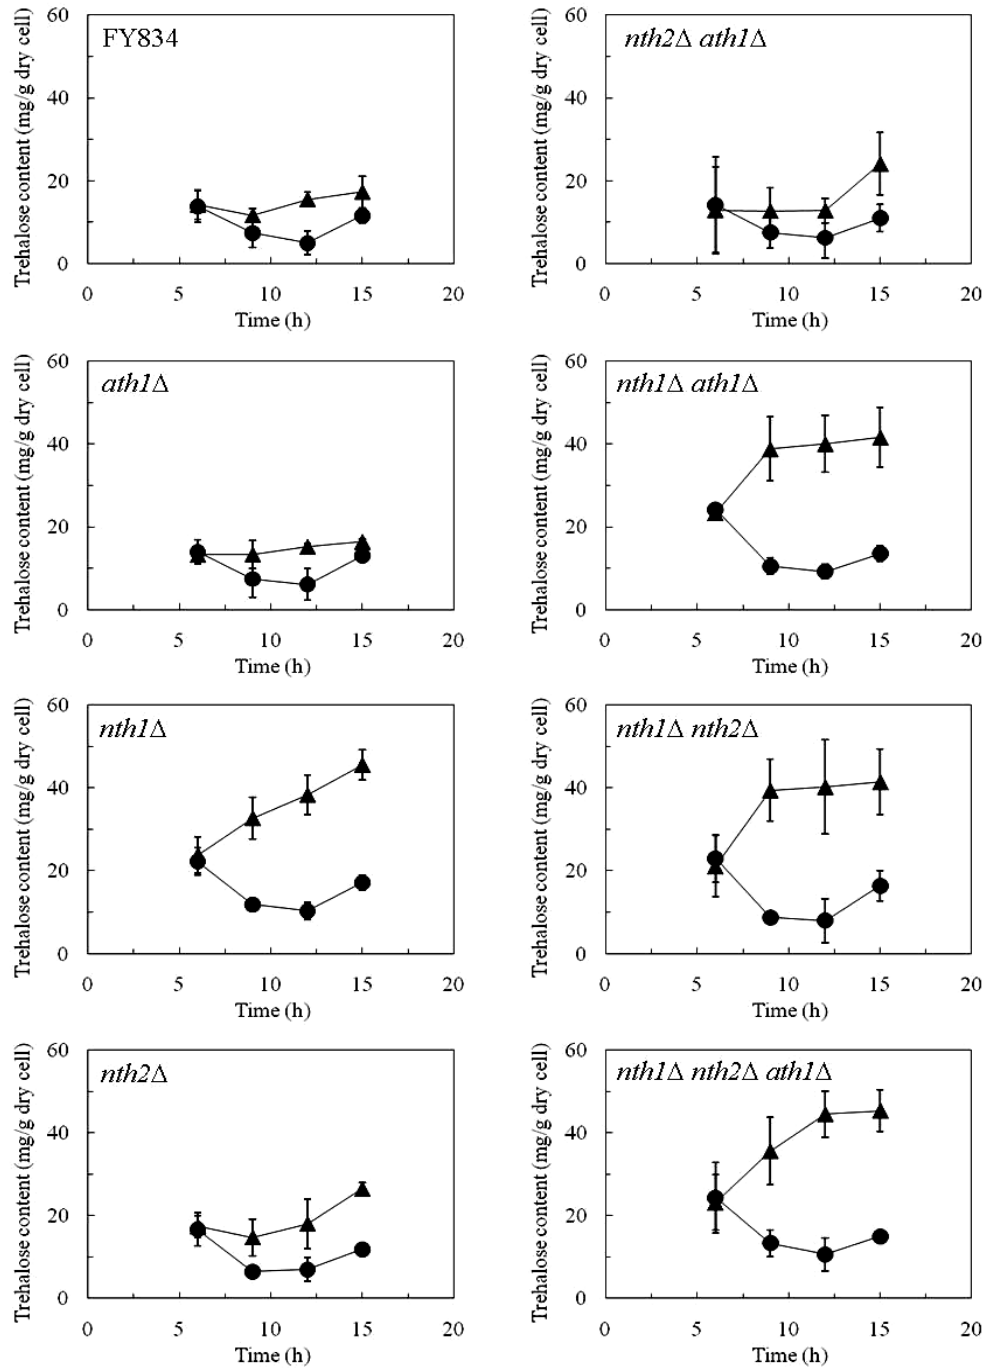 FY834
Trehalose content (mg/g dry cell)
60
40
20
0
0 5 10 15 20
Time (h)
nth2Δ ath1Δ
Trehalose content (mg/g dry cell)
60
40
20
0
0 5 10 15 20
Time (h)
ath1Δ
Trehalose content (mg/g dry cell)
60
40
20
0
0 5 10 15 20
Time (h)
nth1Δ ath1Δ
Trehalose content (mg/g dry cell)
60
40
20
0
0 5 10 15 20
Time (h)
nth1Δ
Trehalose content (mg/g dry cell)
60
40
20
0
0 5 10 15 20
Time (h)
nth1Δ nth2Δ
Trehalose content (mg/g dry cell)
60
40
20
0
0 5 10 15 20
Time (h)
nth2Δ
Trehalose content (mg/g dry cell)
60
40
20
0
0 5 10 15 20
Time (h)
nth1Δ nth2Δ ath1Δ
Trehalose content (mg/g dry cell)
60
40
20
0
0 5 10 15 20
Time (h)